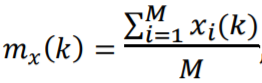 m_x(k) = \frac{\sum_{i=1}^{M} x_i(k)}{M},